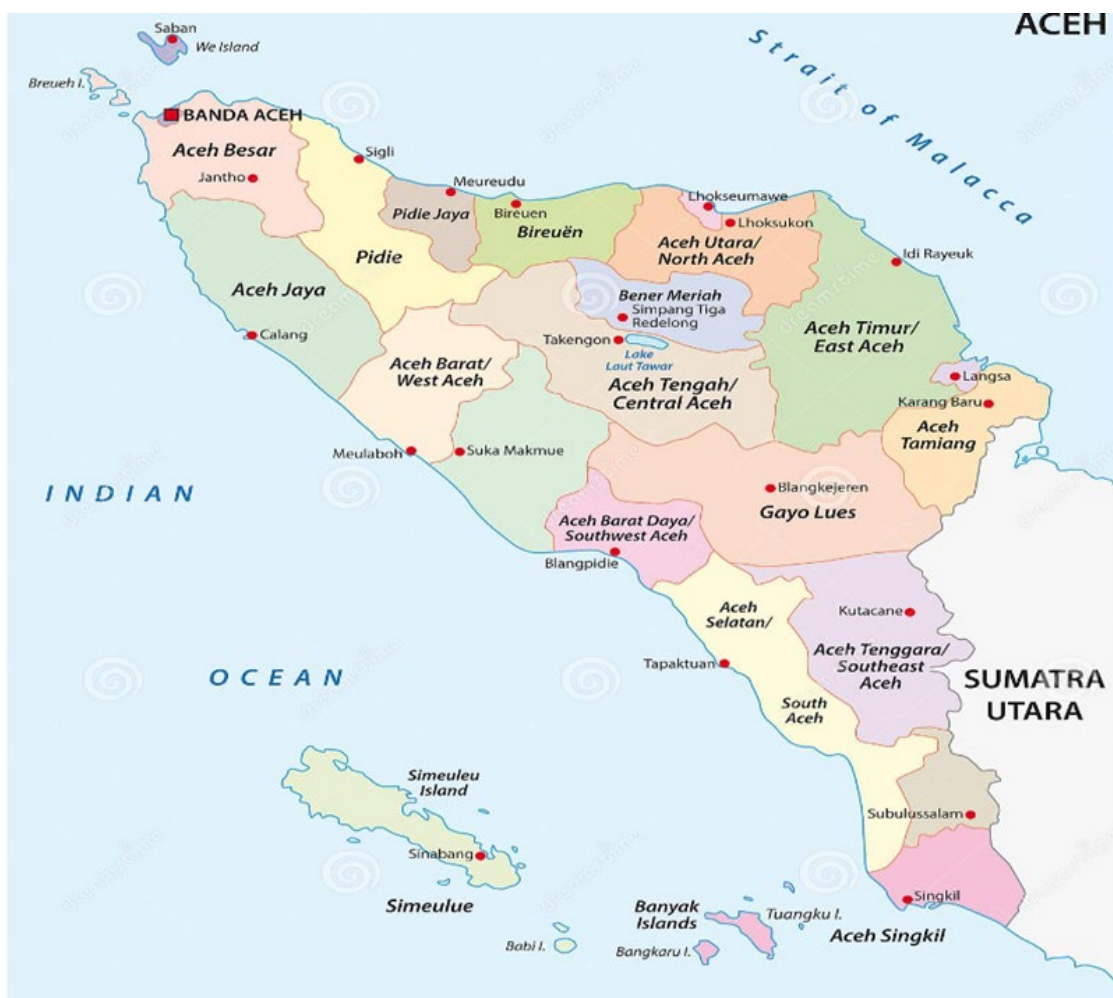 ACEH
Saban
We Island
Breueh I.
BANDA ACEH
Strait of Malacca
Aceh Besar
Jantho
Sigli
Meureudu
Pidie Jaya
Bireuen
Bireuën
Lhokseumawe
Lhoksukon
Aceh Utara/
North Aceh
Idi Rayeuk
Pidie
Aceh Jaya
Calang
Bener Meriah
Simpang Tiga
Redelong
Takengon
Lake
Laut Tawar
Aceh Timur/
East Aceh
Aceh Barat/
West Aceh
Aceh Tengah/
Central Aceh
Langsa
Karang Baru
Aceh
Tamiang
Meulaboh
Suka Makmue
INDIAN
Blangkejeren
Gayo Lues
Aceh Barat Daya/
Southwest Aceh
Blangpidie
Aceh
Selatan/
Kutacane
Aceh Tenggara/
Southeast
Aceh
Tapaktuan
OCEAN
SUMATRA
UTARA
South
Aceh
Simeuleu
Island
Subulussalam
Sinabang
Simeulue
Singkil
Banyak
Islands
Tuangku I.
Aceh Singkil
Babi I.
Bangkaru I.
dreamstime